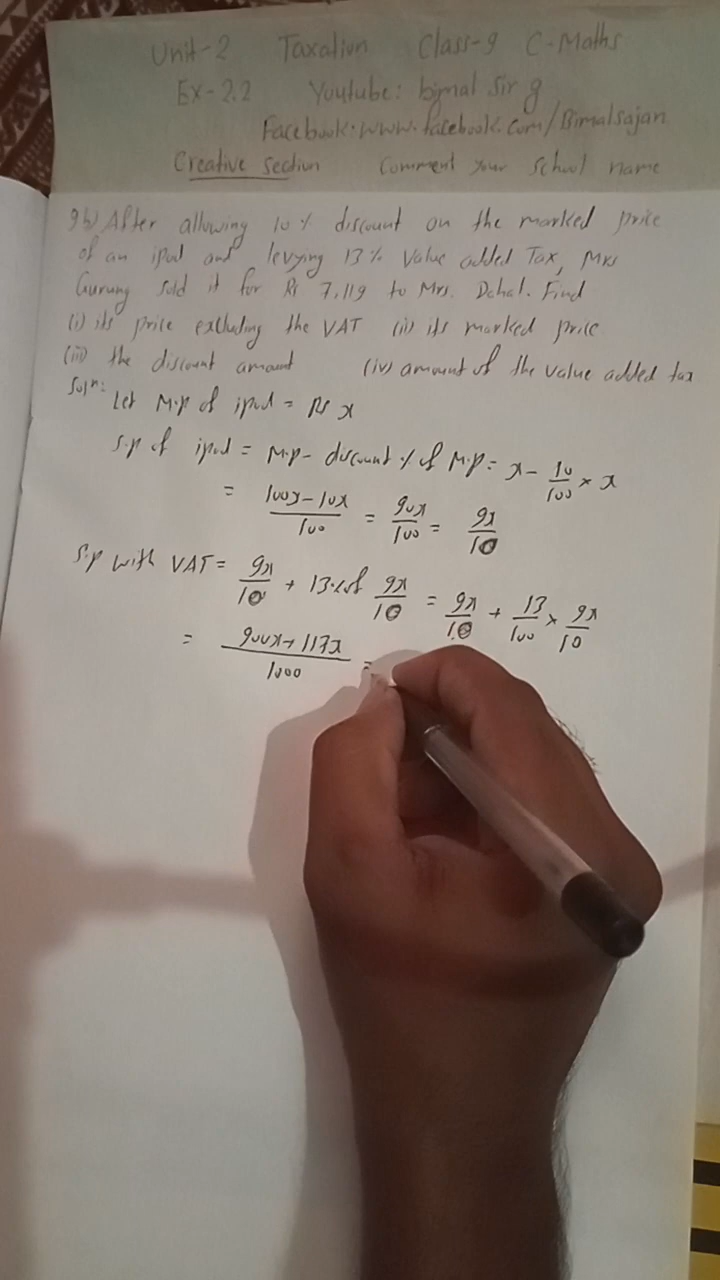 Unit-2 Taxation Class-9 C-Maths
Ex-2.2 Youtube: bimal sir g
Facebook:www.facebook.com/Bimalsajan
Creative section Comment your School name
9b) After allowing 10% discount on the marked price
of an ipod and levying 13% Value added Tax, Mrs
Gurung Sold it for Rs 7,119 to Mrs. Dahal. Find
(i) its price excluding the VAT (ii) its marked price
(iii) the discount amount (iv) amount of the value added tax
Soln: Let M.p of ipod = Rs x
S.p of ipod = M.p - discount % of M.p = x - 10/100 × x
= 100x-10x/100 = 90x/100 = 9x/10
S.p with VAT = 9x/10 + 13% of 9x/10 = 9x/10 + 13/100 × 9x/10
= 900x+117x/1000 =